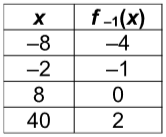 x f –1(x)
–8 –4
–2 –1
8 0
40 2